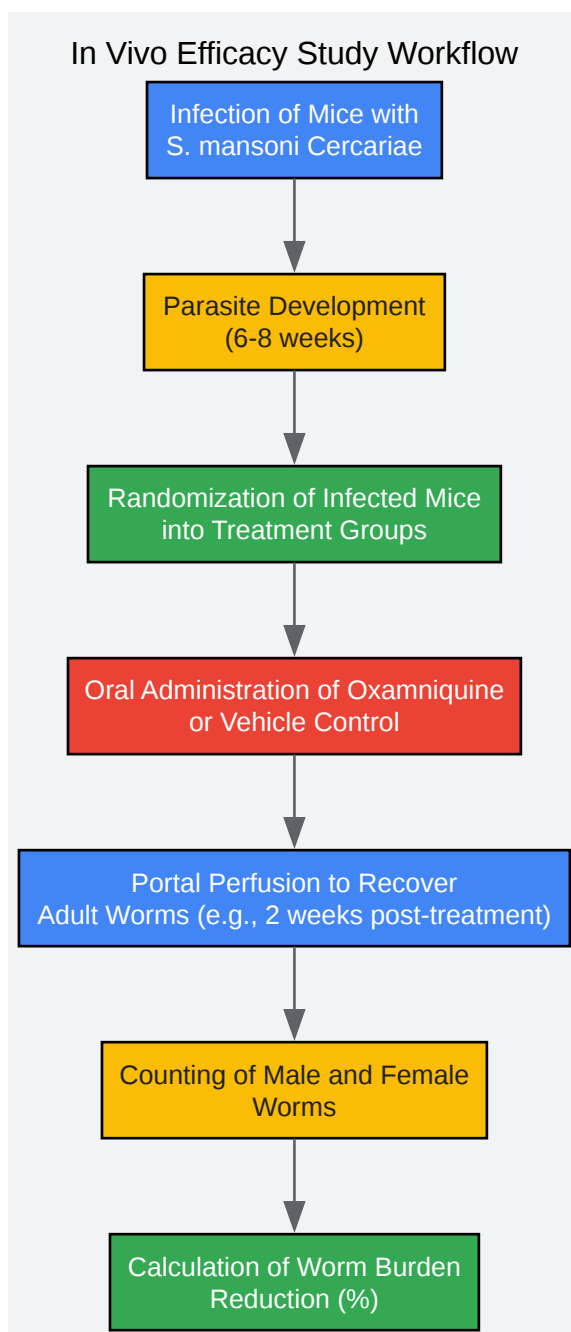 In Vivo Efficacy Study Workflow
Infection of Mice with
S. mansoni Cercariae
Parasite Development
(6-8 weeks)
Randomization of Infected Mice
into Treatment Groups
Oral Administration of Oxamniquine
or Vehicle Control
Portal Perfusion to Recover
Adult Worms (e.g., 2 weeks post-treatment)
Counting of Male and Female
Worms
Calculation of Worm Burden
Reduction (%)